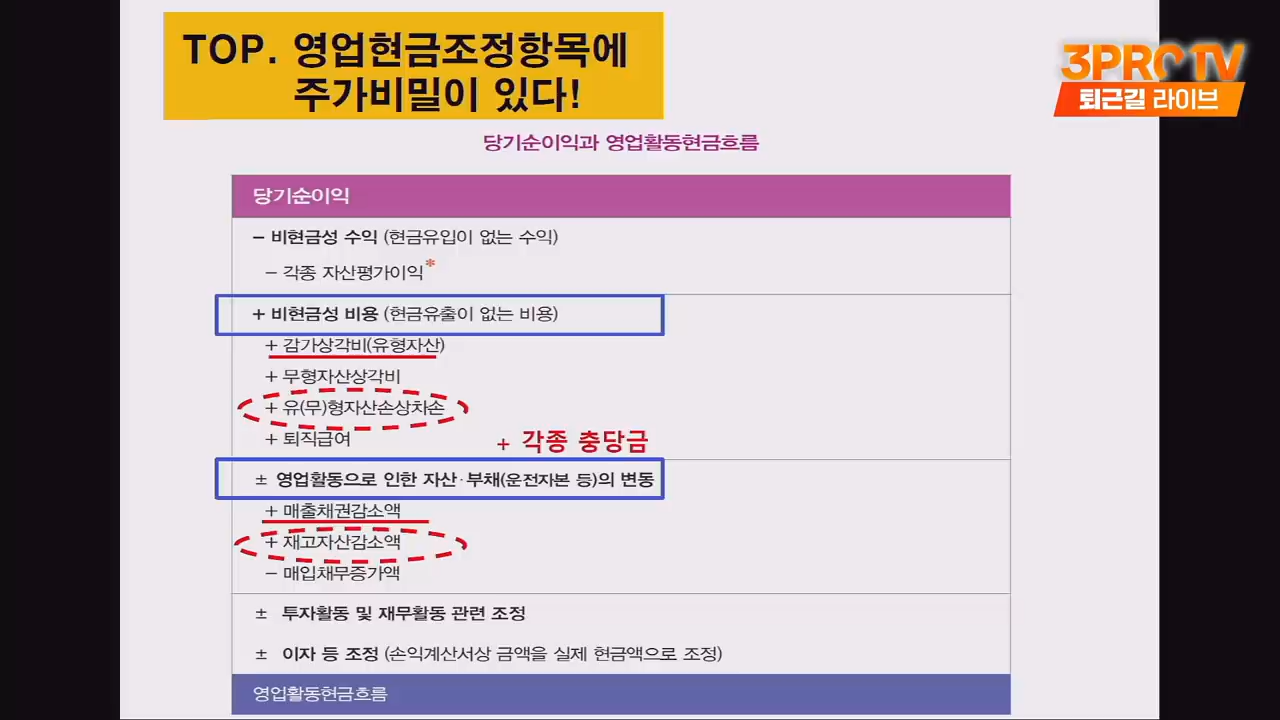 TOP. 영업현금조정항목에
주가비밀이 있다!
3PRO TV
퇴근길 라이브
당기순이익과 영업활동현금흐름
당기순이익
− 비현금성 수익 (현금유입이 없는 수익)
− 각종 자산평가이익*
+ 비현금성 비용 (현금유출이 없는 비용)
+ 감가상각비(유형자산)
+ 무형자산상각비
+ 유(무)형자산손상차손
+ 퇴직급여
+ 각종 충당금
± 영업활동으로 인한 자산·부채(운전자본 등)의 변동
+ 매출채권감소액
+ 재고자산감소액
− 매입채무증가액
± 투자활동 및 재무활동 관련 조정
± 이자 등 조정 (손익계산서상 금액을 실제 현금액으로 조정)
영업활동현금흐름